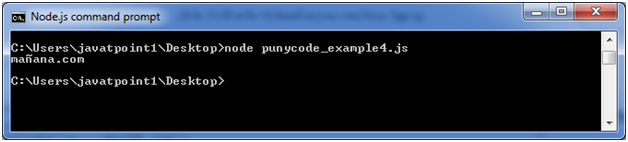 Node.js command prompt
C:\Users\javatpoint1\Desktop>node punycode_example4.js
mañana.com
C:\Users\javatpoint1\Desktop>